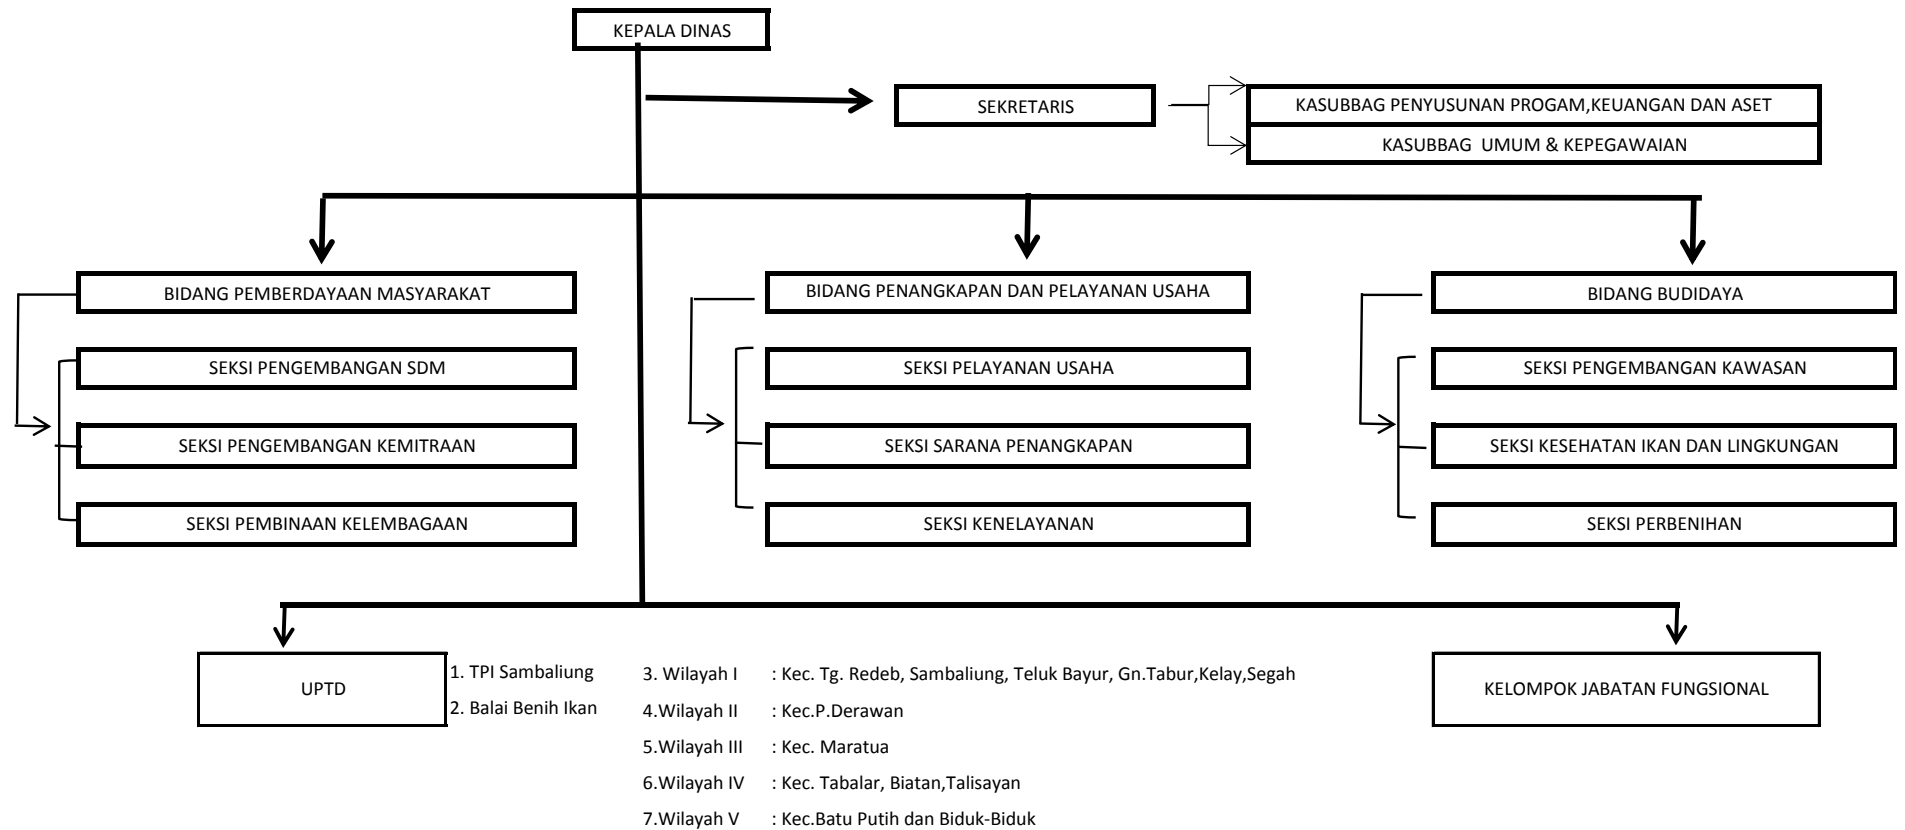 KEPALA DINAS
SEKRETARIS
KASUBBAG PENYUSUNAN PROGAM,KEUANGAN DAN ASET
KASUBBAG UMUM & KEPEGAWAIAN
BIDANG PEMBERDAYAAN MASYARAKAT
SEKSI PENGEMBANGAN SDM
SEKSI PENGEMBANGAN KEMITRAAN
SEKSI PEMBINAAN KELEMBAGAAN
BIDANG PENANGKAPAN DAN PELAYANAN USAHA
SEKSI PELAYANAN USAHA
SEKSI SARANA PENANGKAPAN
SEKSI KENELAYANAN
BIDANG BUDIDAYA
SEKSI PENGEMBANGAN KAWASAN
SEKSI KESEHATAN IKAN DAN LINGKUNGAN
SEKSI PERBENIHAN
UPTD
1. TPI Sambaliung
2. Balai Benih Ikan
3. Wilayah I : Kec. Tg. Redeb, Sambaliung, Teluk Bayur, Gn.Tabur,Kelay,Segah
4.Wilayah II : Kec.P.Derawan
5.Wilayah III : Kec. Maratua
6.Wilayah IV : Kec. Tabalar, Biatan,Talisayan
7.Wilayah V : Kec.Batu Putih dan Biduk-Biduk
KELOMPOK JABATAN FUNGSIONAL